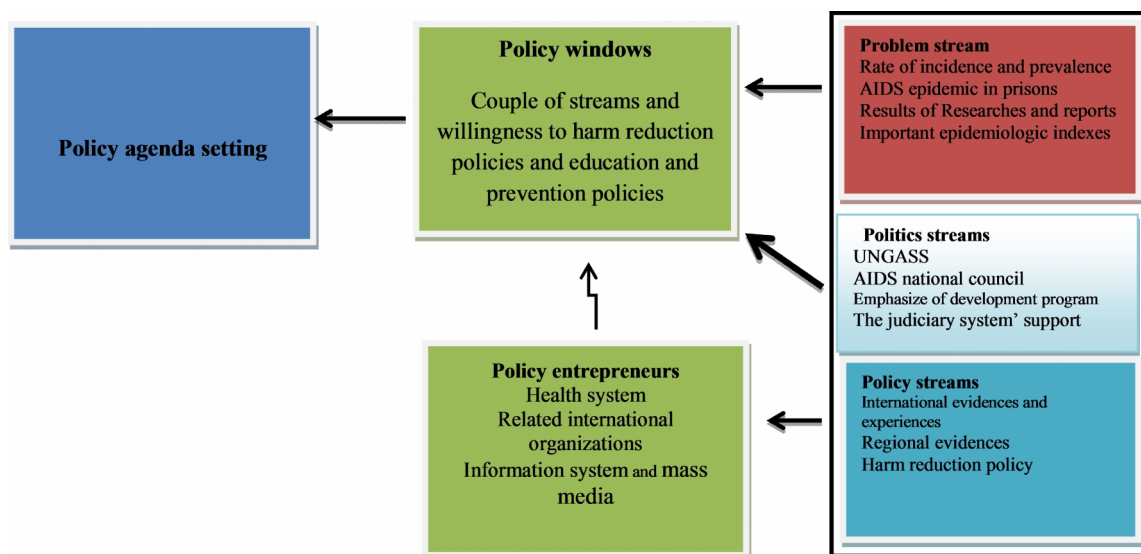 Policy agenda setting
Policy windows
Couple of streams and
willingness to harm reduction
policies and education and
prevention policies
Policy entrepreneurs
Health system
Related international
organizations
Information system and mass
media
Problem stream
Rate of incidence and prevalence
AIDS epidemic in prisons
Results of Researches and reports
Important epidemiologic indexes
Politics streams
UNGASS
AIDS national council
Emphasize of development program
The judiciary system' support
Policy streams
International evidences and
experiences
Regional evidences
Harm reduction policy